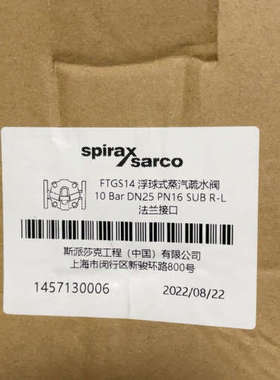 spirax
sarco
FTGS14 浮球式蒸汽疏水阀
10 Bar DN25 PN16 SUB R-L
法兰接口
斯派莎克工程（中国）有限公司
上海市闵行区新骏环路800号
1457130006 2022/08/22